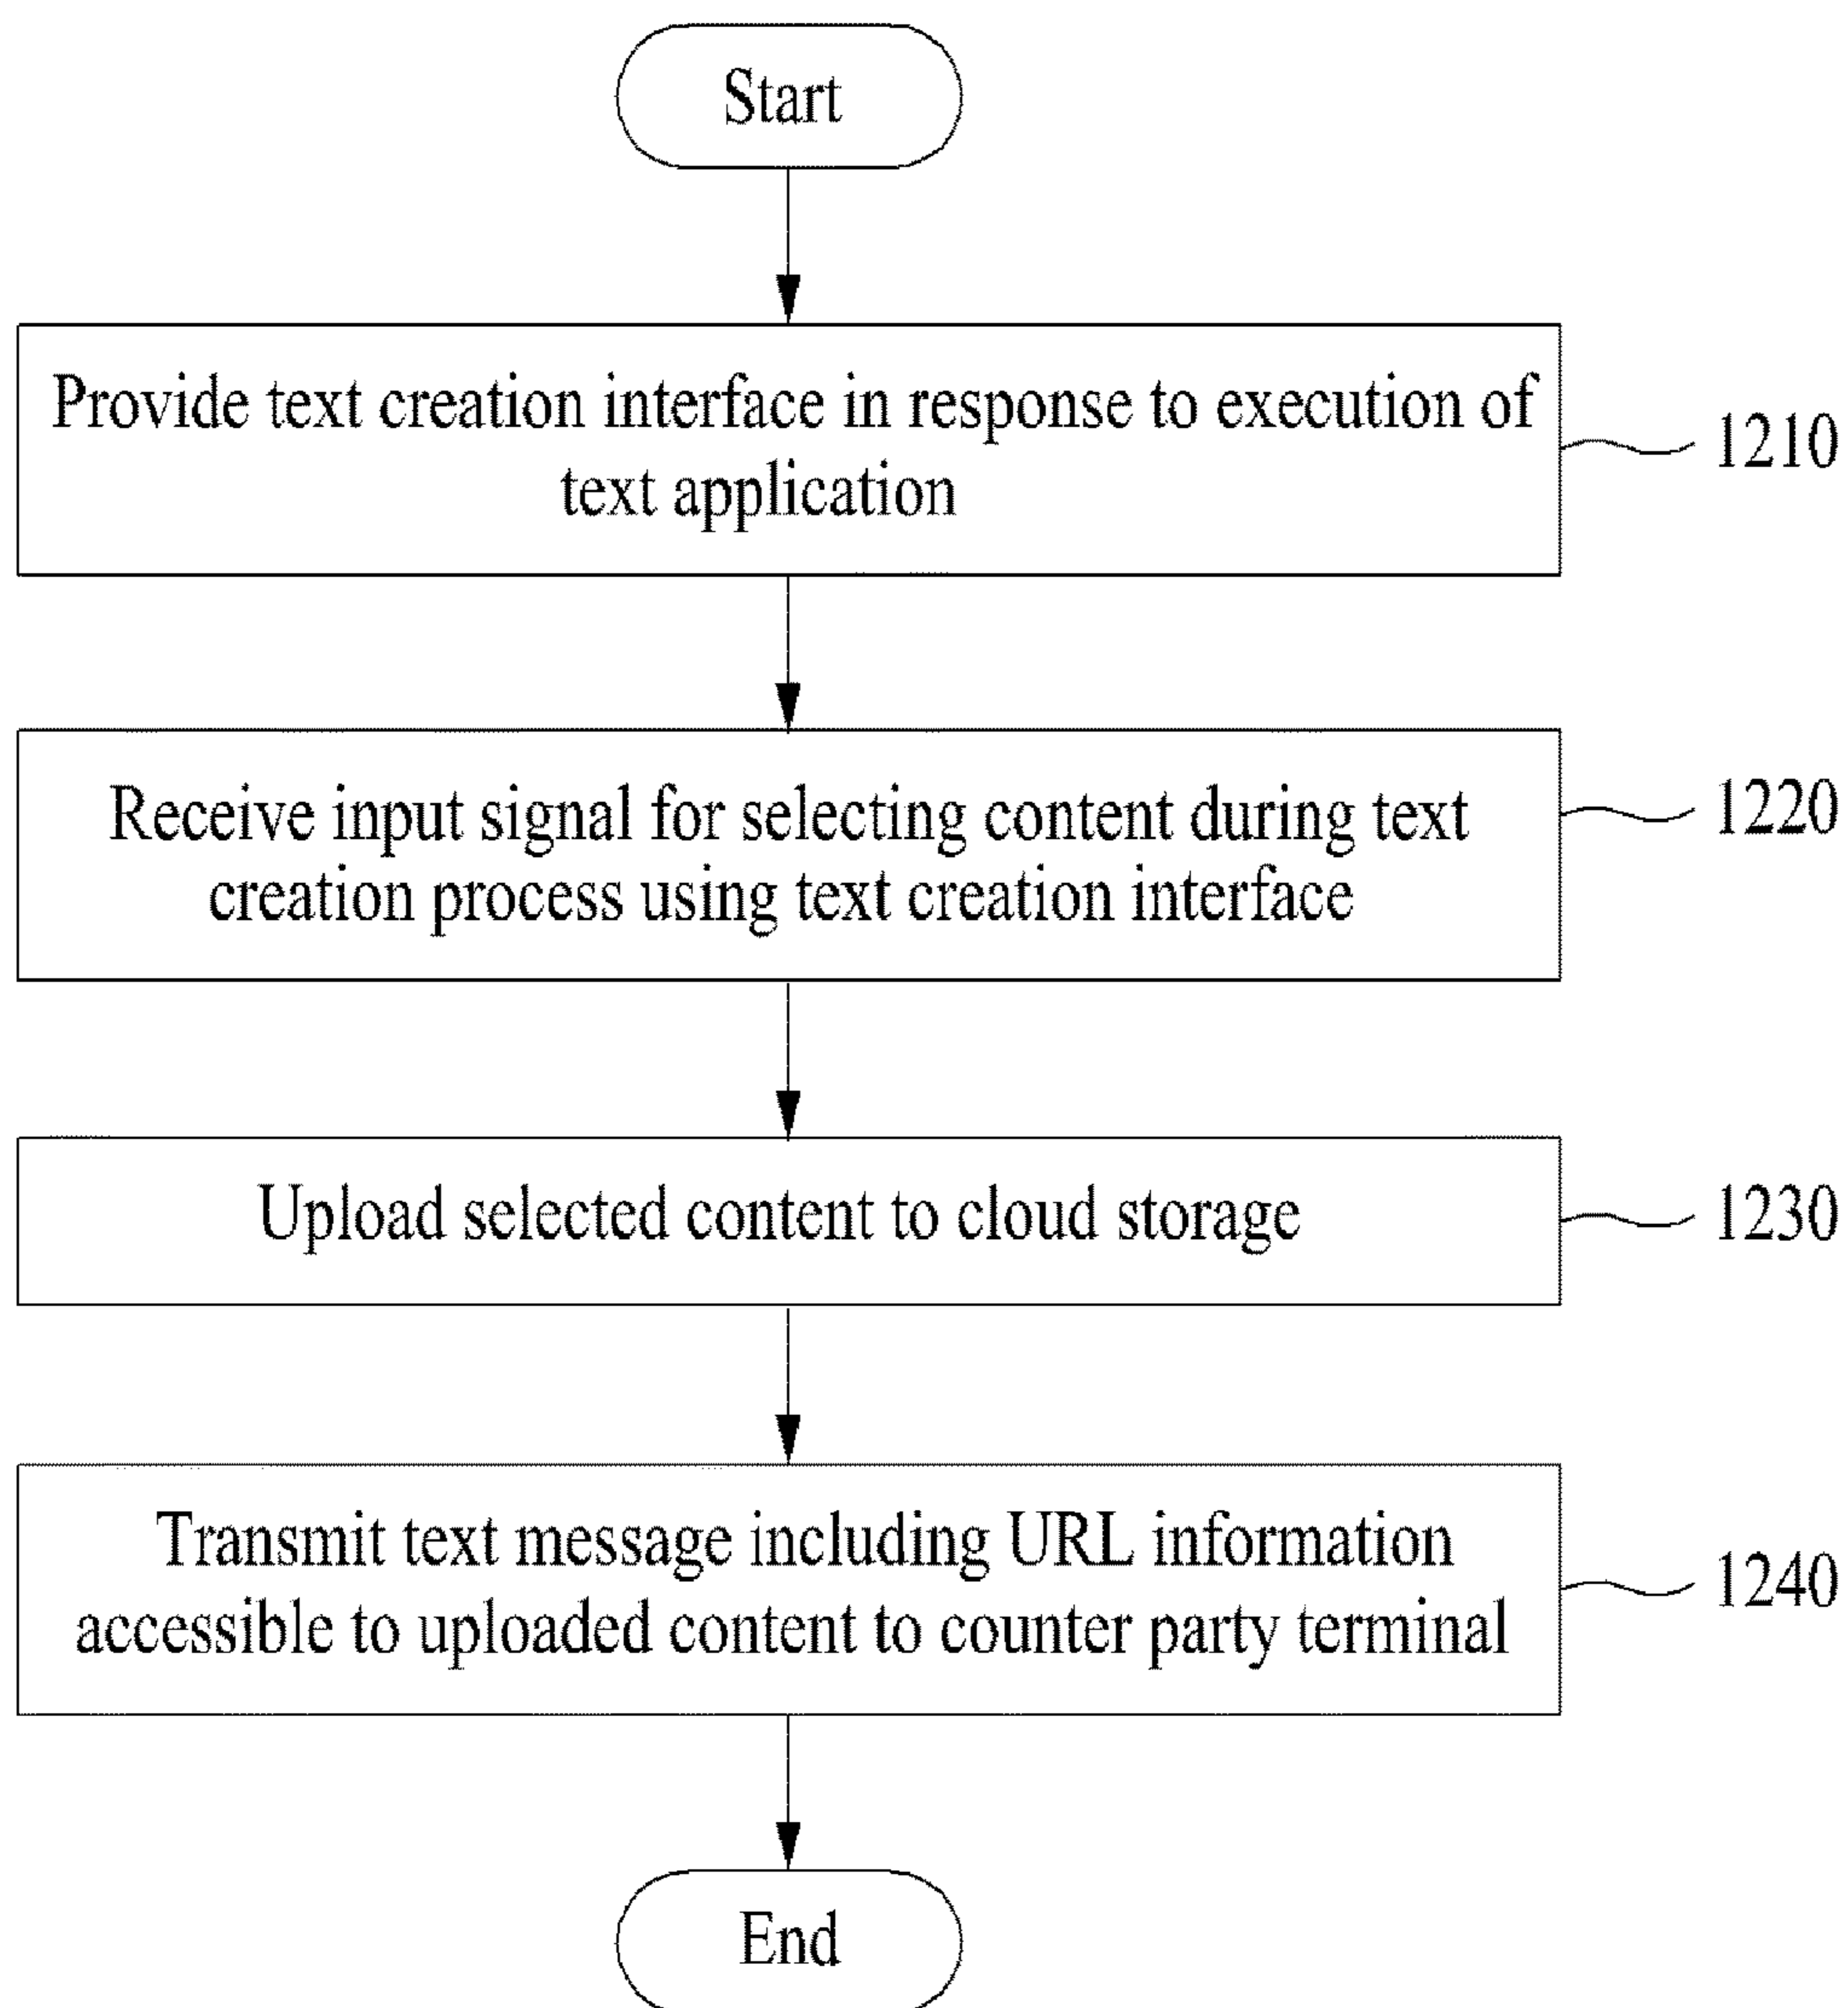 Start
Provide text creation interface in response to execution of
text application
1210
Receive input signal for selecting content during text
creation process using text creation interface
1220
Upload selected content to cloud storage
1230
Transmit text message including URL information
accessible to uploaded content to counter party terminal
1240
End